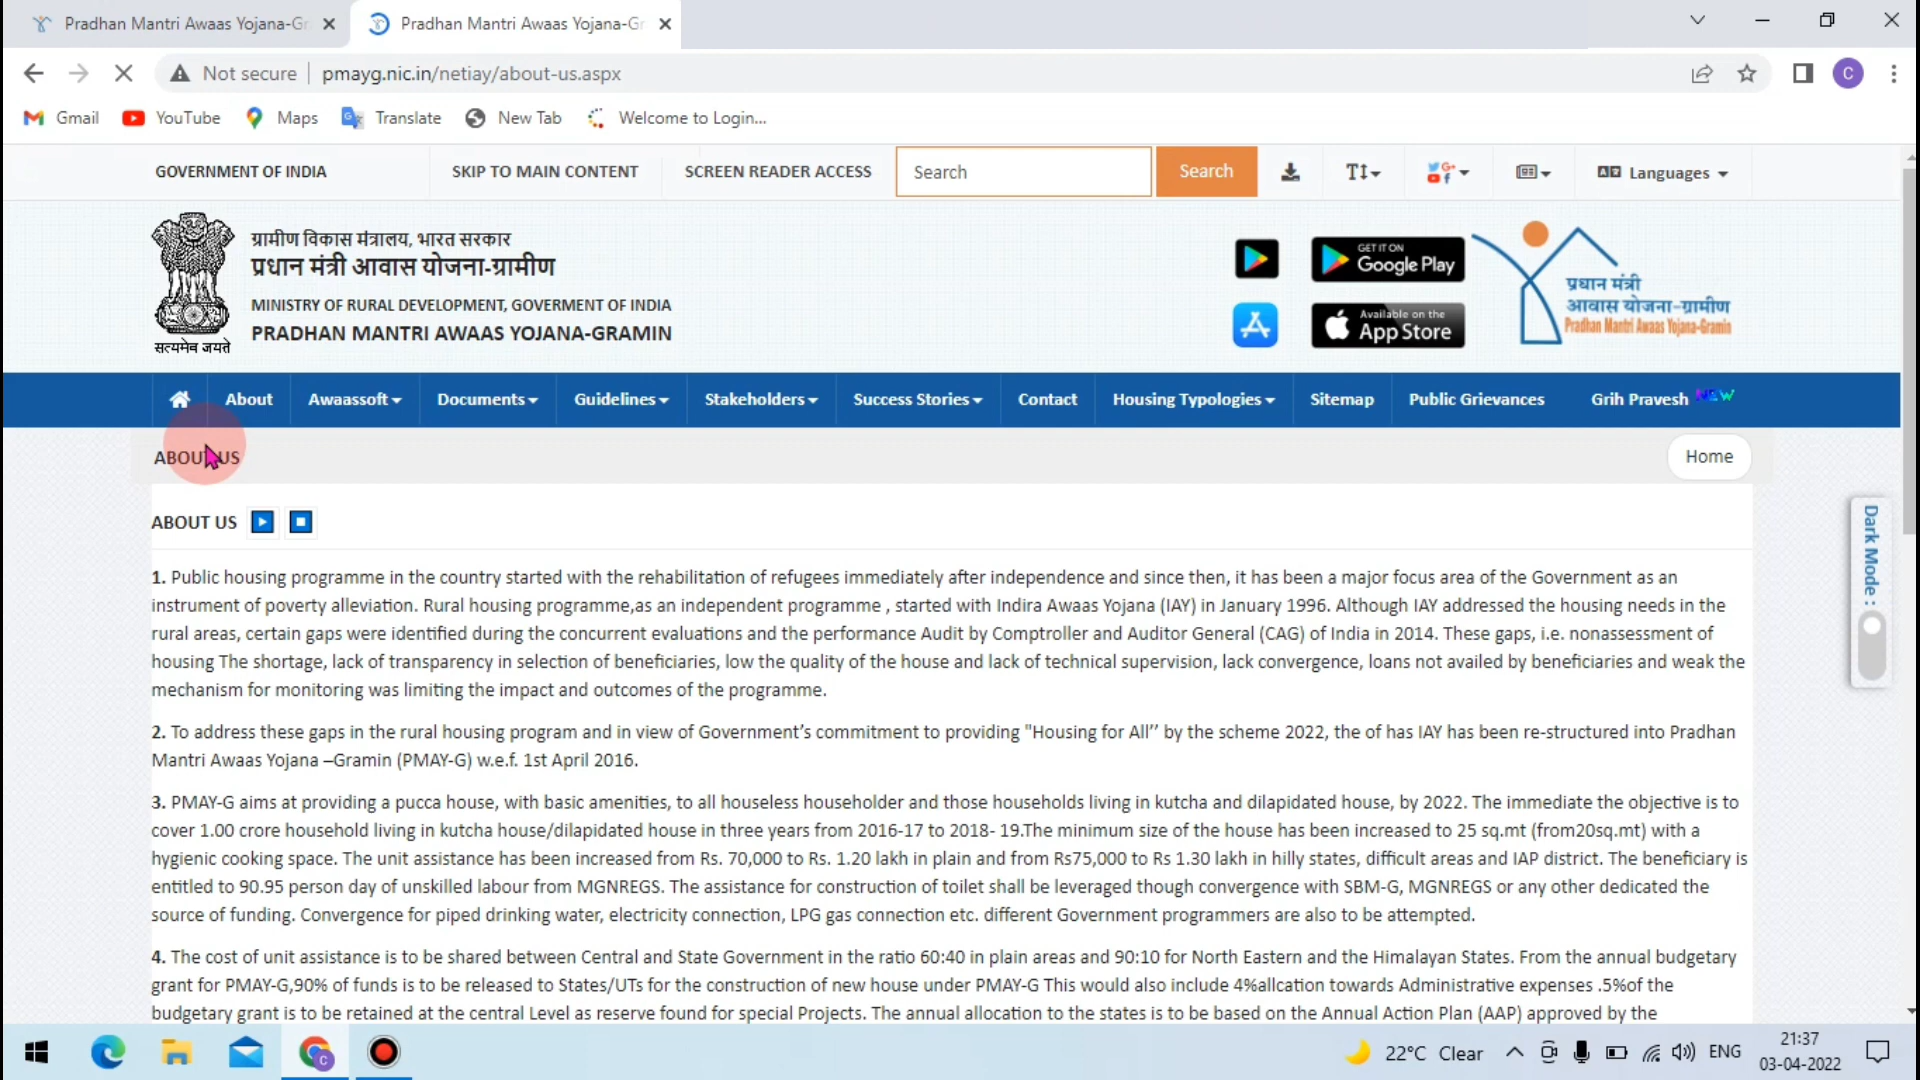 Pradhan Mantri Awaas Yojana-Gr
Pradhan Mantri Awaas Yojana-Gr
Not secure
pmayg.nic.in/netiay/about-us.aspx
C
Gmail
YouTube
Maps
Translate
New Tab
Welcome to Login...
GOVERNMENT OF INDIA
SKIP TO MAIN CONTENT
SCREEN READER ACCESS
Search
Search
Languages
ग्रामीण विकास मंत्रालय, भारत सरकार
प्रधान मंत्री आवास योजना-ग्रामीण
MINISTRY OF RURAL DEVELOPMENT, GOVERMENT OF INDIA
PRADHAN MANTRI AWAAS YOJANA-GRAMIN
सत्यमेव जयते
GET IT ON
Google Play
Available on the
App Store
प्रधान मंत्री
आवास योजना-ग्रामीण
Pradhan Mantri Awaas Yojna-Gramin
About
Awaassoft
Documents
Guidelines
Stakeholders
Success Stories
Contact
Housing Typologies
Sitemap
Public Grievances
Grih Pravesh NEW
ABOUT US
Home
ABOUT US
Dark Mode :
1. Public housing programme in the country started with the rehabilitation of refugees immediately after independence and since then, it has been a major focus area of the Government as an
instrument of poverty alleviation. Rural housing programme,as an independent programme , started with Indira Awaas Yojana (IAY) in January 1996. Although IAY addressed the housing needs in the
rural areas, certain gaps were identified during the concurrent evaluations and the performance Audit by Comptroller and Auditor General (CAG) of India in 2014. These gaps, i.e. nonassessment of
housing The shortage, lack of transparency in selection of beneficiaries, low the quality of the house and lack of technical supervision, lack convergence, loans not availed by beneficiaries and weak the
mechanism for monitoring was limiting the impact and outcomes of the programme.
2. To address these gaps in the rural housing program and in view of Government’s commitment to providing "Housing for All’’ by the scheme 2022, the of has IAY has been re-structured into Pradhan
Mantri Awaas Yojana –Gramin (PMAY-G) w.e.f. 1st April 2016.
3. PMAY-G aims at providing a pucca house, with basic amenities, to all houseless householder and those households living in kutcha and dilapidated house, by 2022. The immediate the objective is to
cover 1.00 crore household living in kutcha house/dilapidated house in three years from 2016-17 to 2018- 19.The minimum size of the house has been increased to 25 sq.mt (from20sq.mt) with a
hygienic cooking space. The unit assistance has been increased from Rs. 70,000 to Rs. 1.20 lakh in plain and from Rs75,000 to Rs 1.30 lakh in hilly states, difficult areas and IAP district. The beneficiary is
entitled to 90.95 person day of unskilled labour from MGNREGS. The assistance for construction of toilet shall be leveraged though convergence with SBM-G, MGNREGS or any other dedicated the
source of funding. Convergence for piped drinking water, electricity connection, LPG gas connection etc. different Government programmers are also to be attempted.
4. The cost of unit assistance is to be shared between Central and State Government in the ratio 60:40 in plain areas and 90:10 for North Eastern and the Himalayan States. From the annual budgetary
grant for PMAY-G,90% of funds is to be released to States/UTs for the construction of new house under PMAY-G This would also include 4%allcation towards Administrative expenses .5%of the
budgetary grant is to be retained at the central Level as reserve found for special Projects. The annual allocation to the states is to be based on the Annual Action Plan (AAP) approved by the
22°C Clear
ENG
21:37
03-04-2022